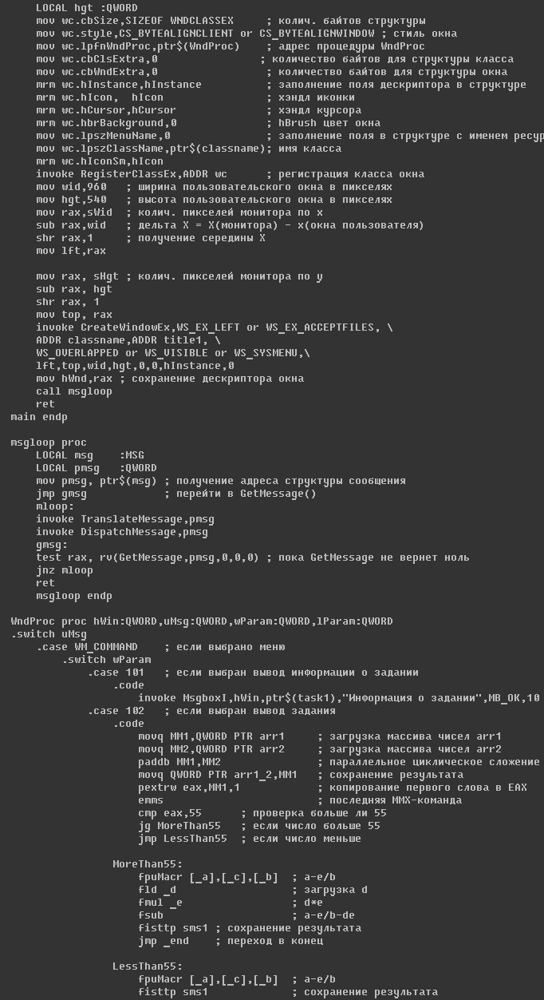 LOCAL hgt :QWORD
mov wc.cbSize,SIZEOF WNDCLASSEX ; колич. байтов структуры
mov wc.style,CS_BYTEALIGNCLIENT or CS_BYTEALIGNWINDOW ; стиль окна
mov wc.lpfnWndProc,ptr$(WndProc) ; адрес процедуры WndProc
mov wc.cbClsExtra,0 ; количество байтов для структуры класса
mov wc.cbWndExtra,0 ; количество байтов для структуры окна
mrm wc.hInstance,hInstance ; заполнение поля дескриптора в структуре
mrm wc.hIcon, hIcon ; хэндл иконки
mrm wc.hCursor,hCursor ; хэндл курсора
mrm wc.hbrBackground,0 ; hBrush цвет окна
mov wc.lpszMenuName,0 ; заполнение поля в структуре с именем ресур
mov wc.lpszClassName,ptr$(classname); имя класса
mrm wc.hIconSm,hIcon
invoke RegisterClassEx,ADDR wc ; регистрация класса окна
mov wid,960 ; ширина пользовательского окна в пикселях
mov hgt,540 ; высота пользовательского окна в пикселях
mov rax,sWid ; колич. пикселей монитора по x
sub rax,wid ; дельта X = X(монитора) - x(окна пользователя)
shr rax,1 ; получение середины X
mov lft,rax
mov rax, sHgt ; колич. пикселей монитора по y
sub rax, hgt
shr rax, 1
mov top, rax
invoke CreateWindowEx,WS_EX_LEFT or WS_EX_ACCEPTFILES, \
ADDR classname,ADDR title1, \
WS_OVERLAPPED or WS_VISIBLE or WS_SYSMENU,\
lft,top,wid,hgt,0,0,hInstance,0
mov hWnd,rax ; сохранение дескриптора окна
call msgloop
ret
main endp
msgloop proc
LOCAL msg :MSG
LOCAL pmsg :QWORD
mov pmsg, ptr$(msg) ; получение адреса структуры сообщения
jmp gmsg ; перейти в GetMessage()
mloop:
invoke TranslateMessage,pmsg
invoke DispatchMessage,pmsg
gmsg:
test rax, rv(GetMessage,pmsg,0,0,0) ; пока GetMessage не вернет ноль
jnz mloop
ret
msgloop endp
WndProc proc hWin:QWORD,uMsg:QWORD,wParam:QWORD,lParam:QWORD
.switch uMsg
.case WM_COMMAND ; если выбрано меню
.switch wParam
.case 101 ; если выбран вывод информации о задании
.code
invoke MsgboxI,hWin,ptr$(task1),"Информация о задании",MB_OK,10
.case 102 ; если выбран вывод задания
.code
movq MM1,QWORD PTR arr1 ; загрузка массива чисел arr1
movq MM2,QWORD PTR arr2 ; загрузка массива чисел arr2
paddb MM1,MM2 ; параллельное циклическое сложение
movq QWORD PTR arr1_2,MM1 ; сохранение результата
pextrw eax,MM1,1 ; копирование первого слова в EAX
emms ; последняя MMX-команда
cmp eax,55 ; проверка больше ли 55
jg MoreThan55 ; если число больше 55
jmp LessThan55 ; если число меньше
MoreThan55:
fpuMacr [_a],[_c],[_b] ; a-e/b
fld _d ; загрузка d
fmul _e ; d*e
fsub ; a-e/b-de
fisttp sms1 ; сохранение результата
jmp _end ; переход в конец
LessThan55:
fpuMacr [_a],[_c],[_b] ; a-e/b
fisttp sms1 ; сохранение результата